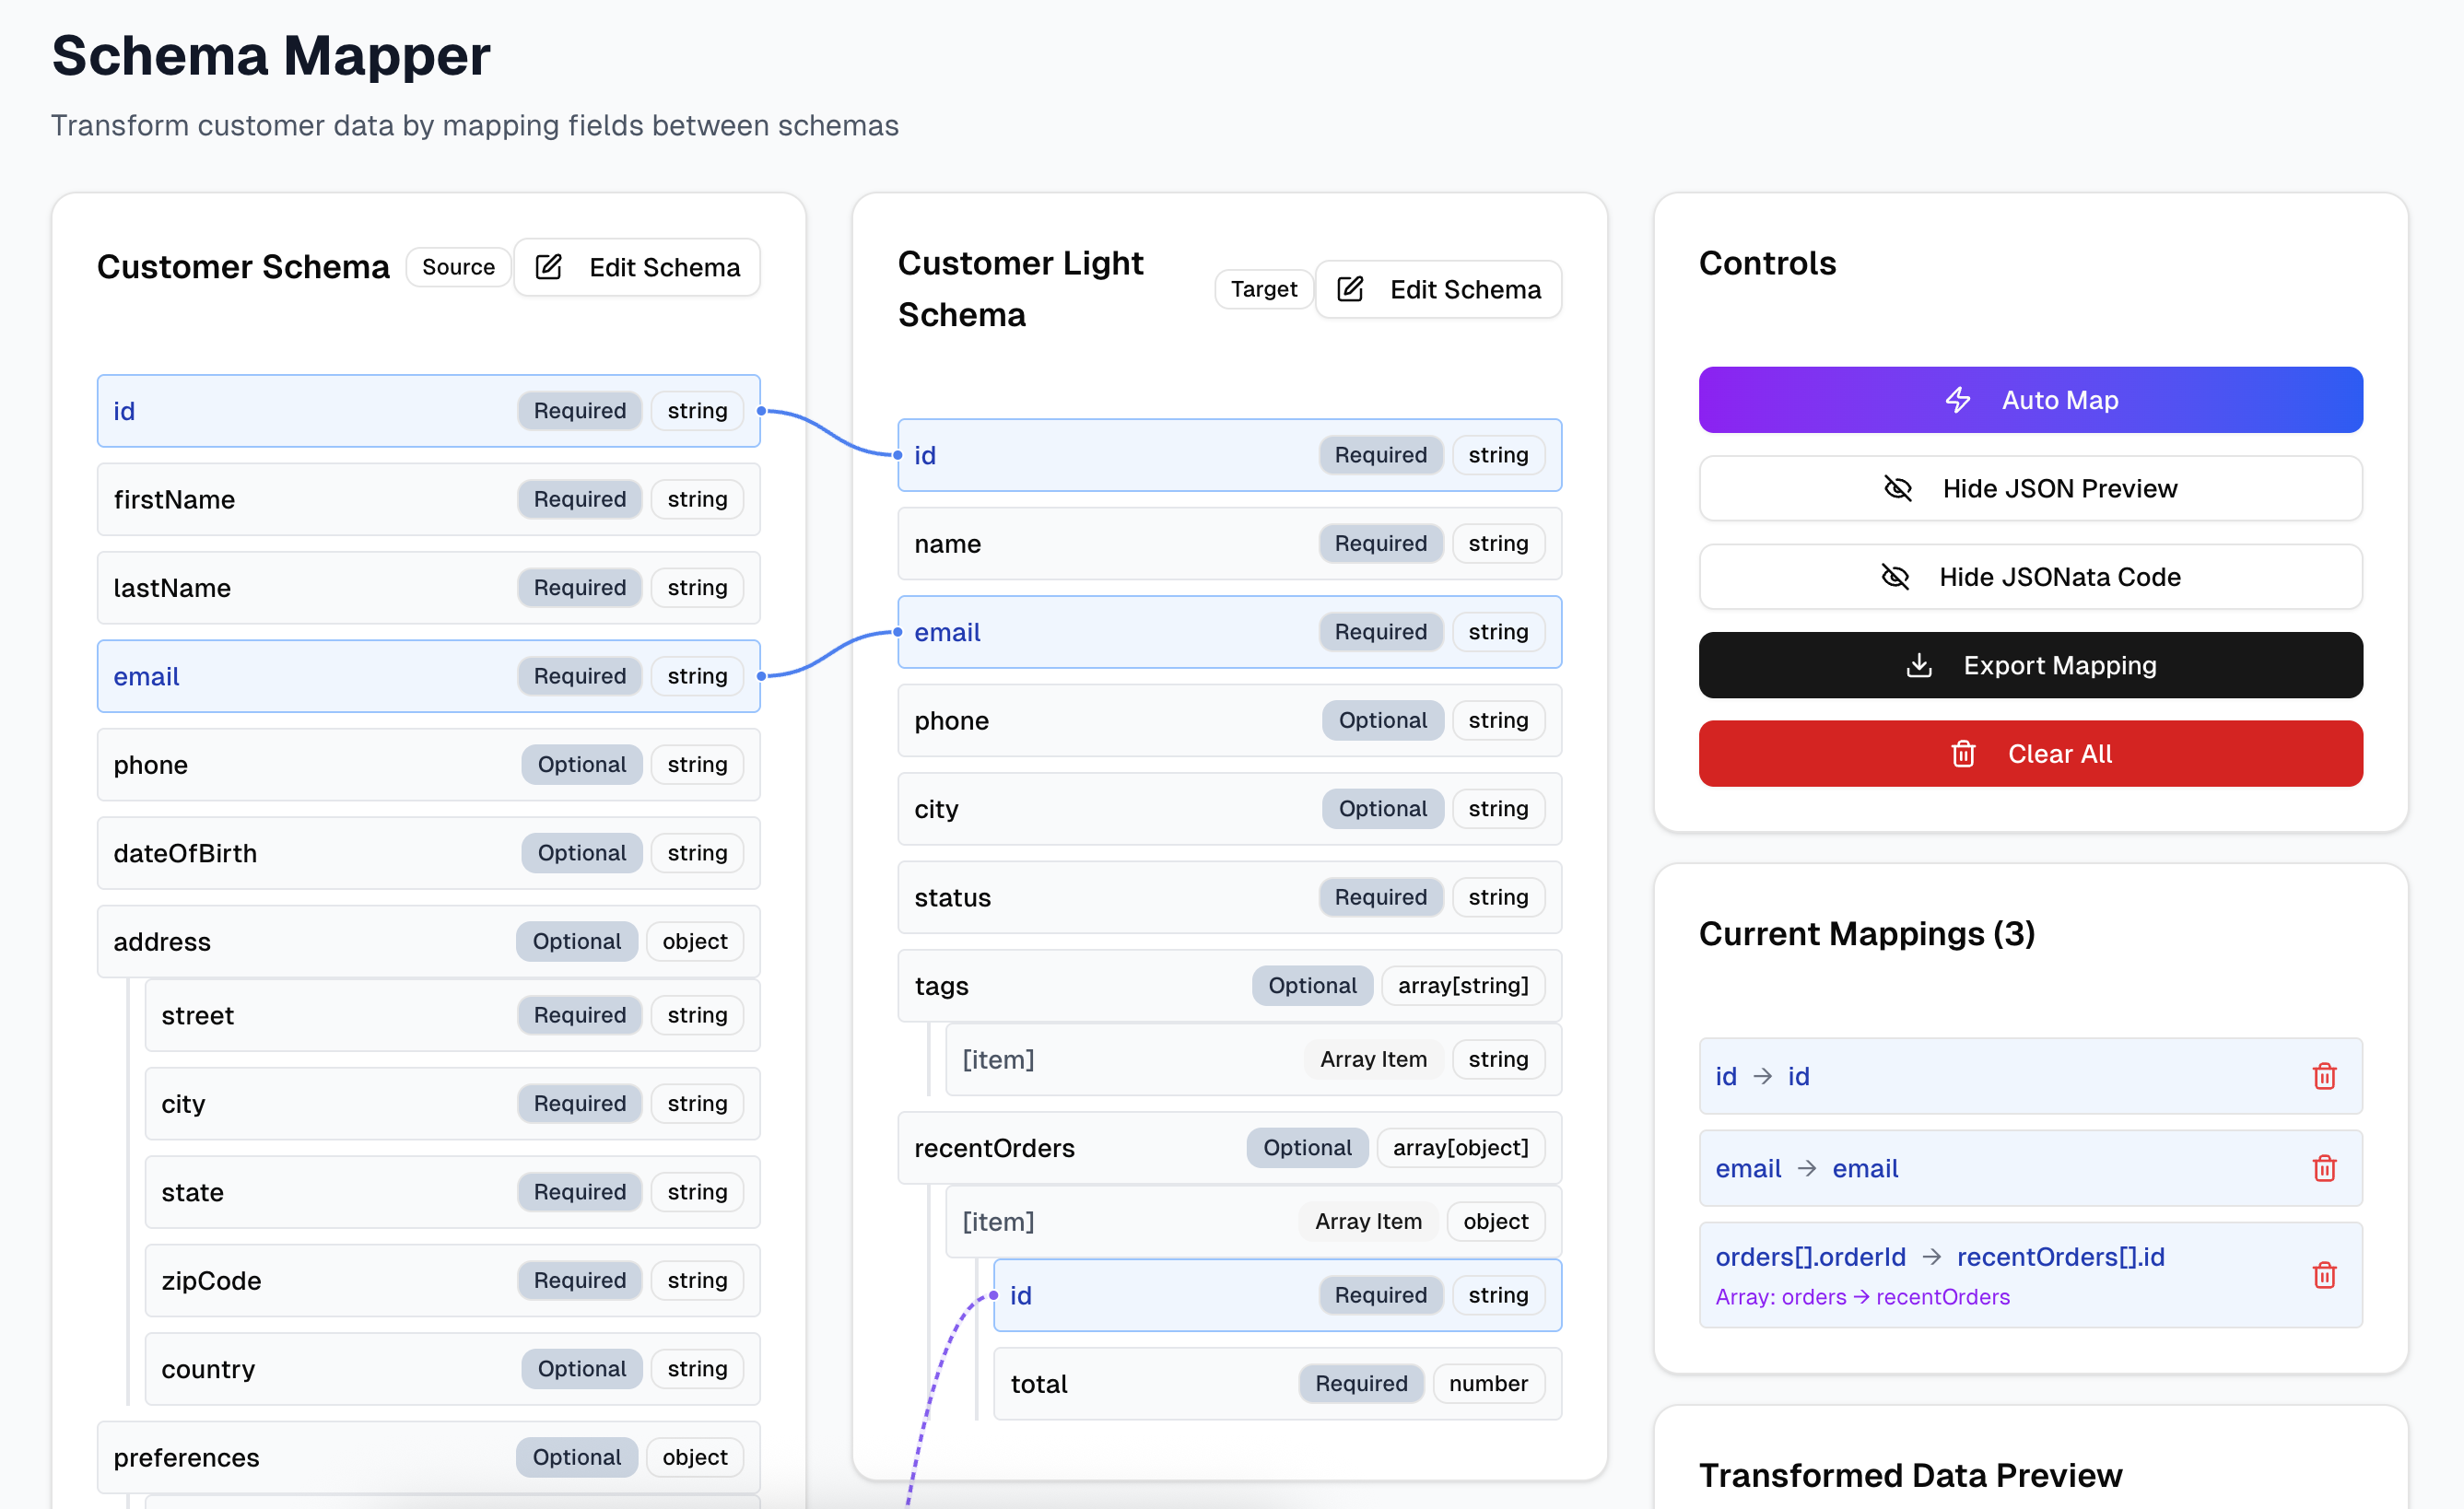 Schema Mapper
Transform customer data by mapping fields between schemas
Customer Schema Source Edit Schema
id Required string
firstName Required string
lastName Required string
email Required string
phone Optional string
dateOfBirth Optional string
address Optional object
street Required string
city Required string
state Required string
zipCode Required string
country Optional string
preferences Optional object
Customer Light
Schema
Target Edit Schema
id Required string
name Required string
email Required string
phone Optional string
city Optional string
status Required string
tags Optional array[string]
[item] Array Item string
recentOrders Optional array[object]
[item] Array Item object
id Required string
total Required number
Controls
Auto Map
Hide JSON Preview
Hide JSONata Code
Export Mapping
Clear All
Current Mappings (3)
id → id
email → email
orders[].orderId → recentOrders[].id
Array: orders → recentOrders
Transformed Data Preview